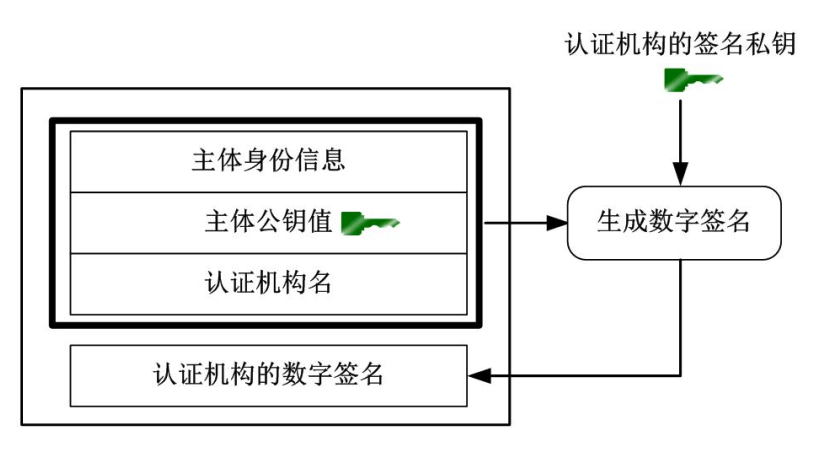 认证机构的签名私钥
主体身份信息
主体公钥值
生成数字签名
认证机构名
认证机构的数字签名